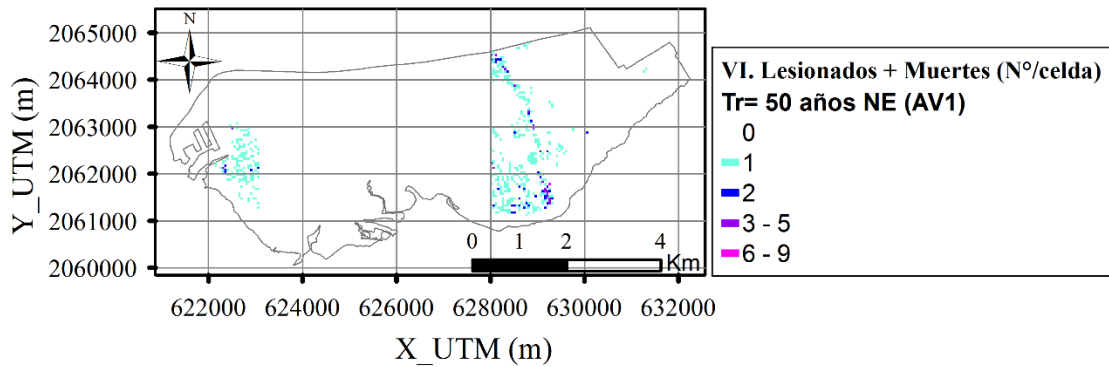 N
2065000
2064000
2063000
2062000
2061000
2060000
Y_UTM (m)
0 1 2 4
Km
622000 624000 626000 628000 630000 632000
X_UTM (m)
VI. Lesionados + Muertes (N°/celda)
Tr= 50 años NE (AV1)
0
1
2
3 - 5
6 - 9